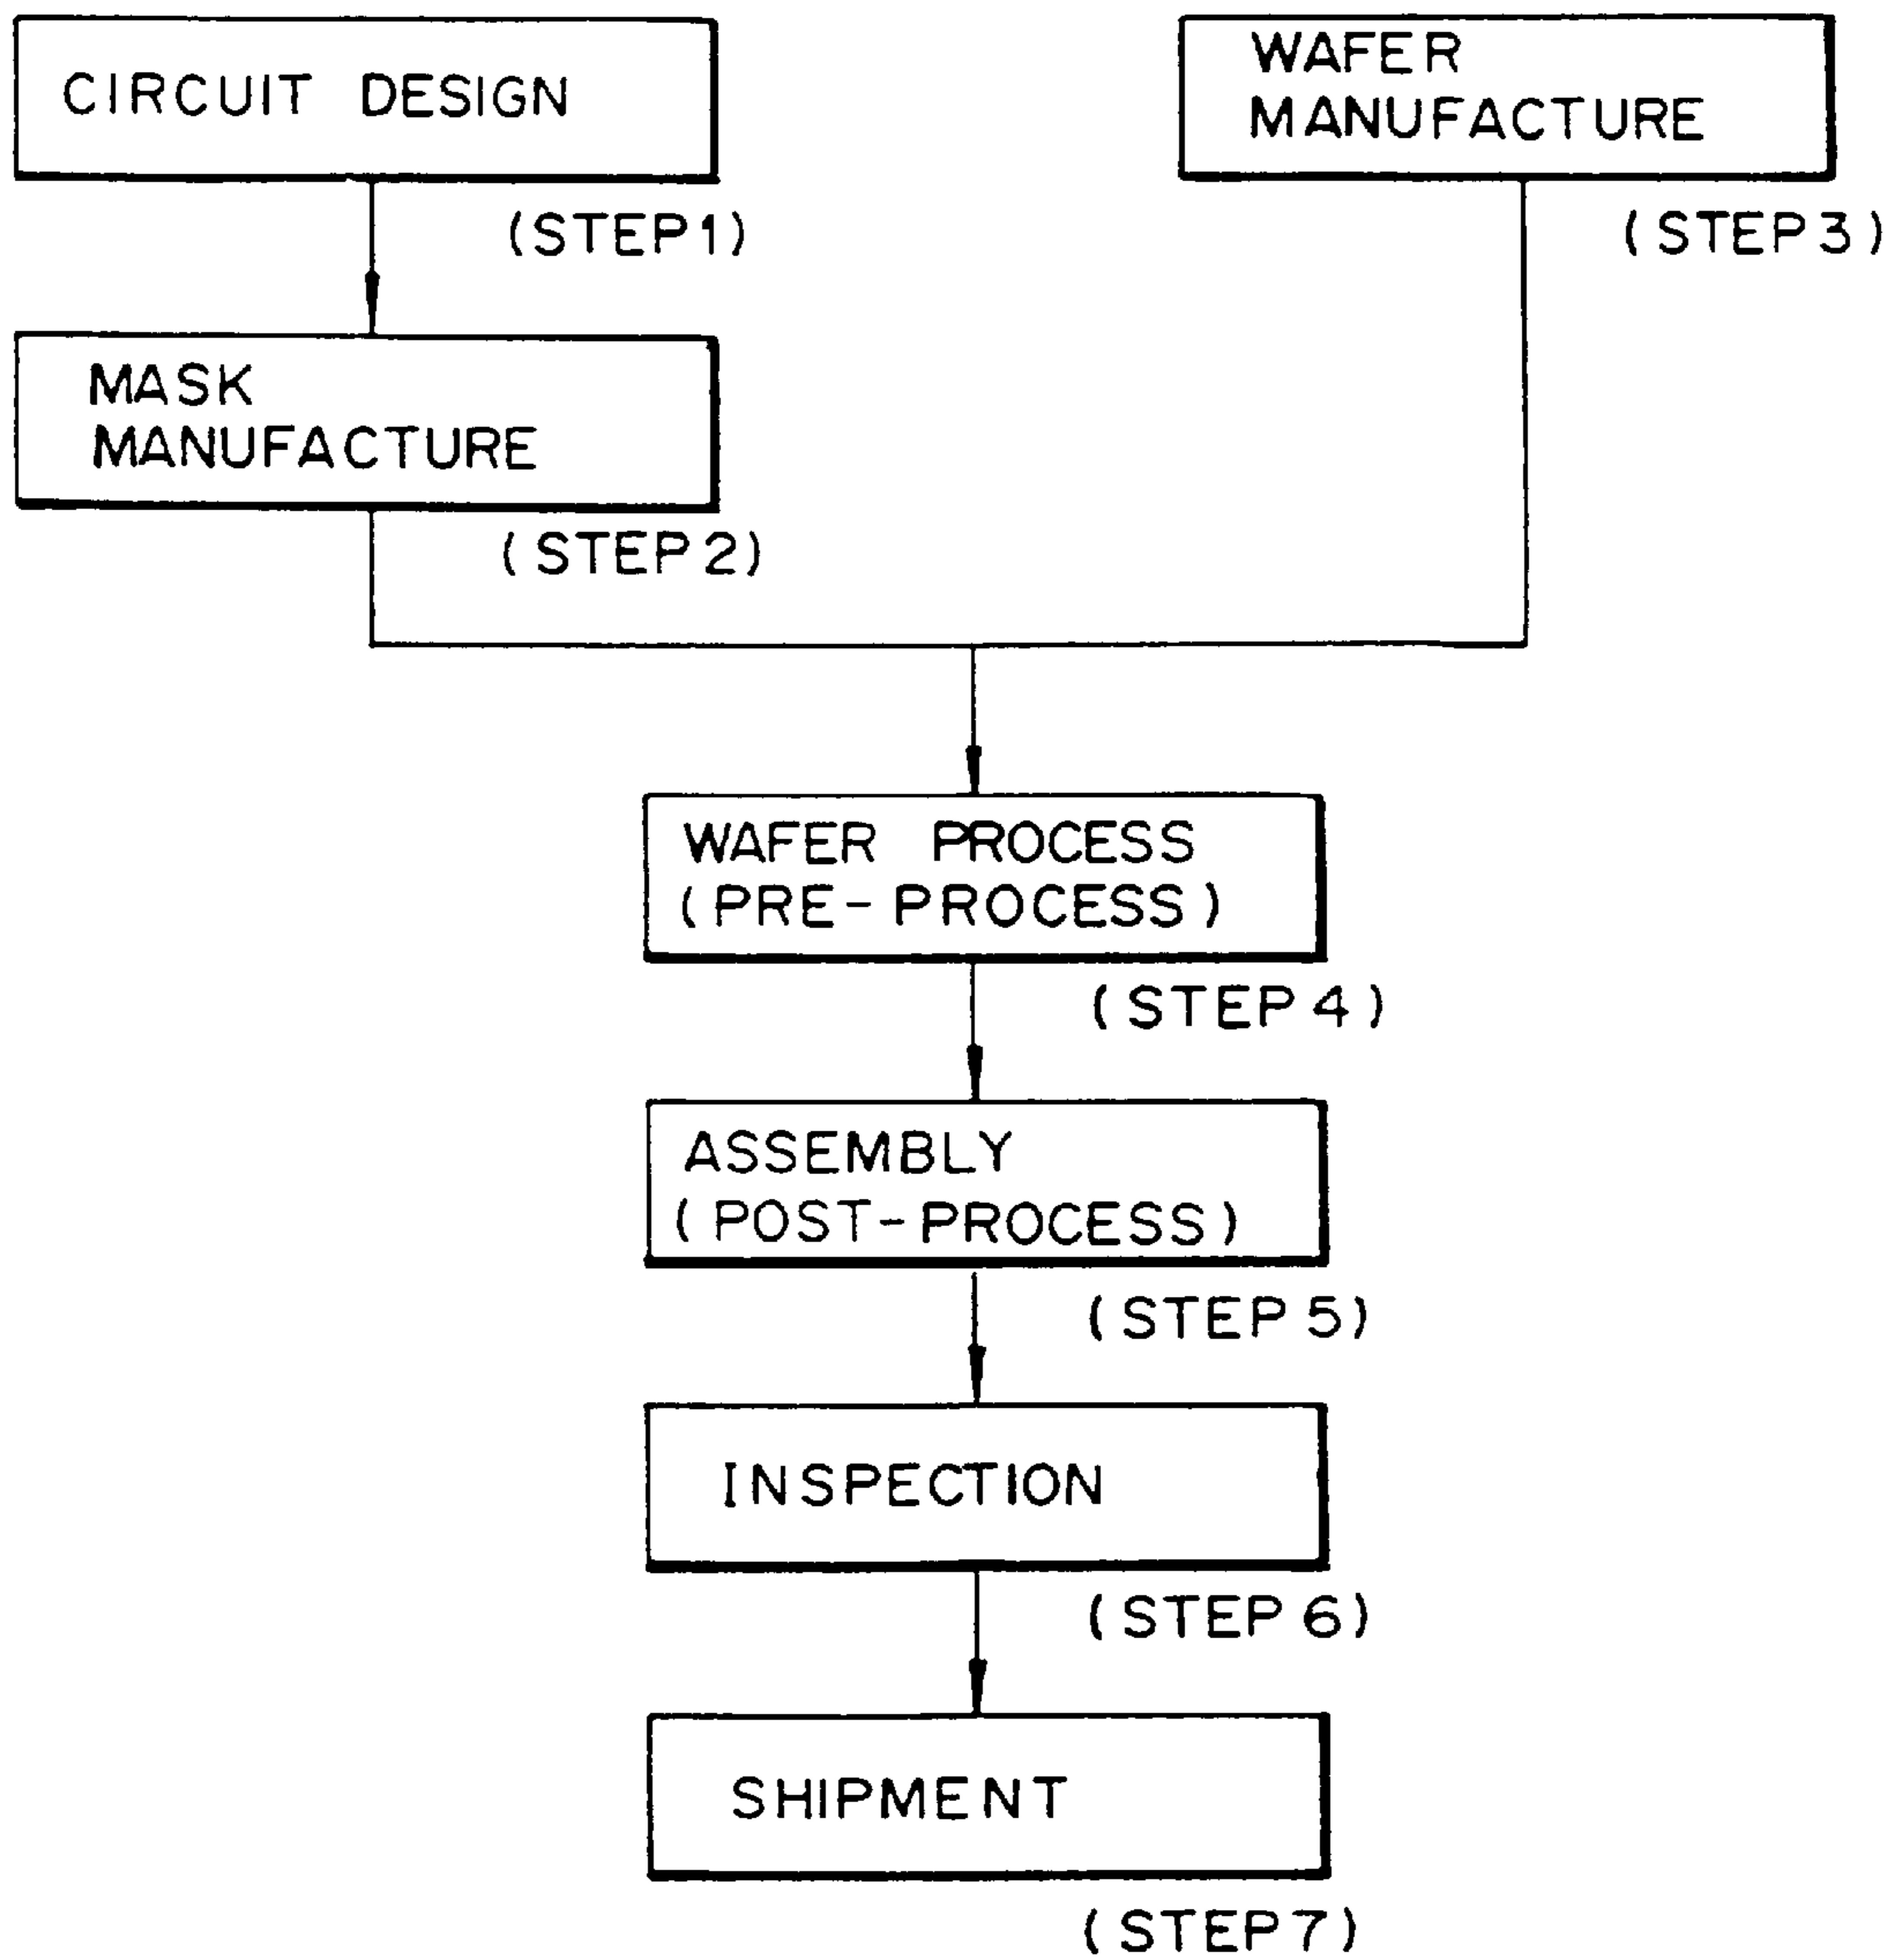 CIRCUIT DESIGN
(STEP1)
MASK
MANUFACTURE
(STEP2)
WAFER
MANUFACTURE
(STEP3)
WAFER PROCESS
(PRE-PROCESS)
(STEP4)
ASSEMBLY
(POST-PROCESS)
(STEP5)
INSPECTION
(STEP6)
SHIPMENT
(STEP7)